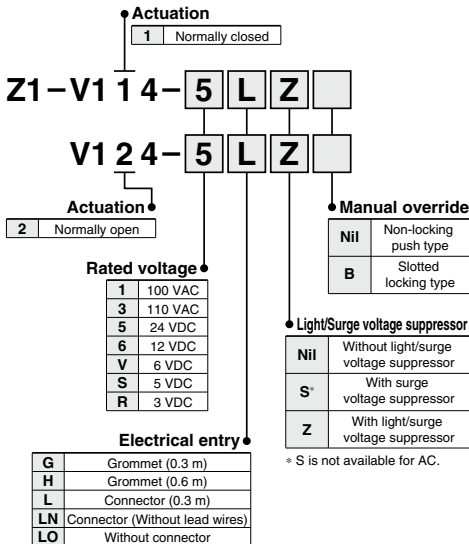 Actuation
1 Normally closed
Z1–V1 1 4– 5 L Z
V1 2 4– 5 L Z
Actuation
2 Normally open
Manual override
Nil Non-locking
push type
B Slotted
locking type
Rated voltage
1 100 VAC
3 110 VAC
5 24 VDC
6 12 VDC
V 6 VDC
S 5 VDC
R 3 VDC
Light/Surge voltage suppressor
Nil Without light/surge
voltage suppressor
S* With surge
voltage suppressor
Z With light/surge
voltage suppressor
* S is not available for AC.
Electrical entry
G Grommet (0.3 m)
H Grommet (0.6 m)
L Connector (0.3 m)
LN Connector (Without lead wires)
LO Without connector